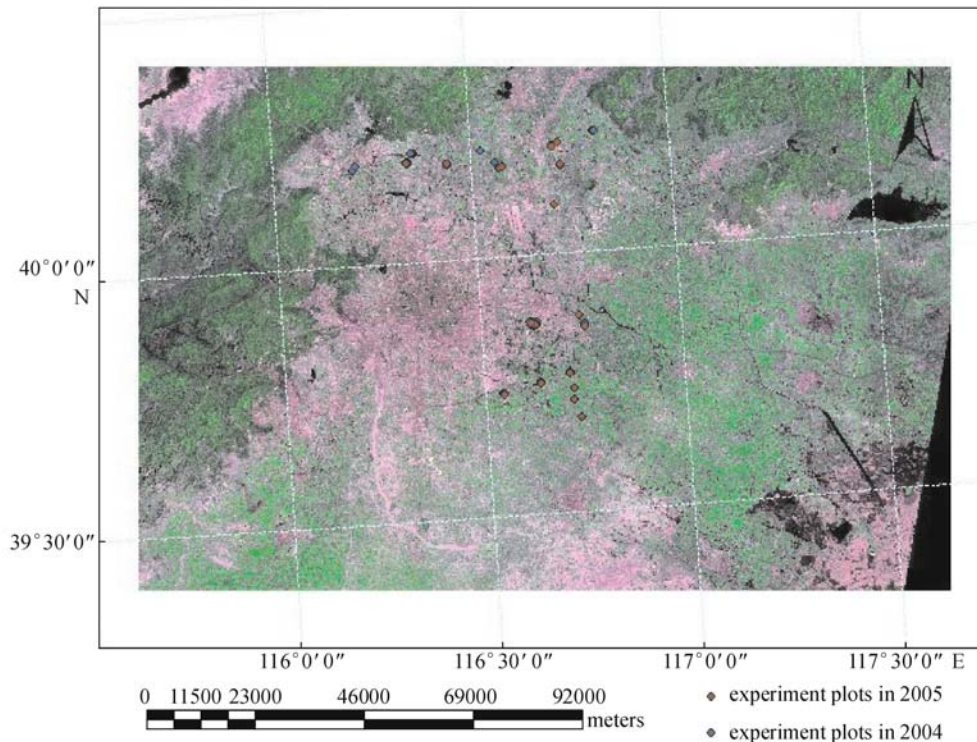 N
40°0′0″
N
39°30′0″
116°0′0″
116°30′0″
117°0′0″
117°30′0″ E
0
11500
23000
46000
69000
92000
meters
experiment plots in 2005
experiment plots in 2004